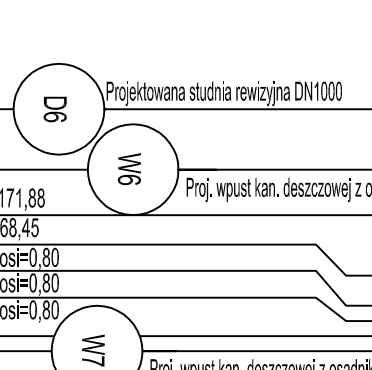 Projektowana studnia rewizyjna DN1000
D6
W6
Proj. wpust kan. deszczowej z
171,88
68,45
osi=0,80
osi=0,80
osi=0,80
W7
Proj. wpust kan. deszczowej z